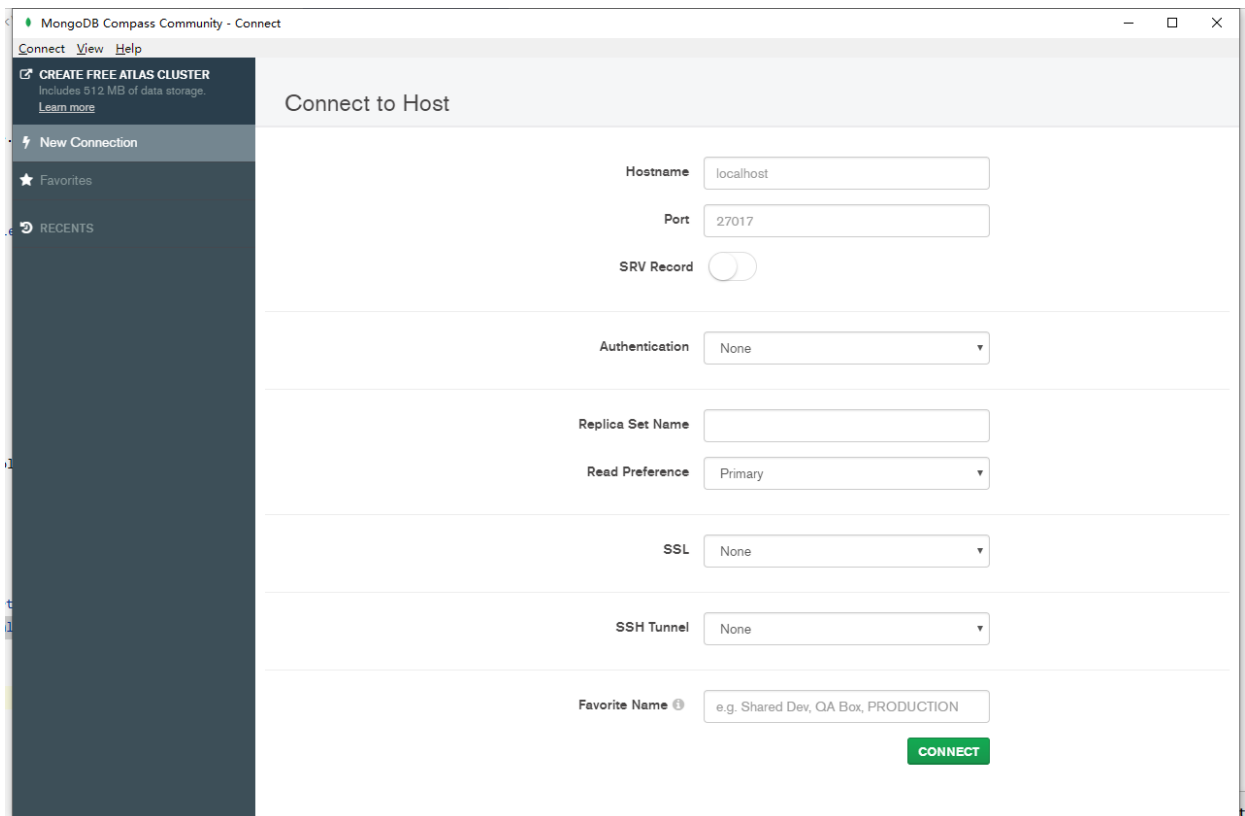 MongoDB Compass Community - Connect
Connect View Help
CREATE FREE ATLAS CLUSTER
Includes 512 MB of data storage.
Learn more
New Connection
Favorites
RECENTS
Connect to Host
Hostname localhost
Port 27017
SRV Record
Authentication None
Replica Set Name
Read Preference Primary
SSL None
SSH Tunnel None
Favorite Name e.g. Shared Dev, QA Box, PRODUCTION
CONNECT